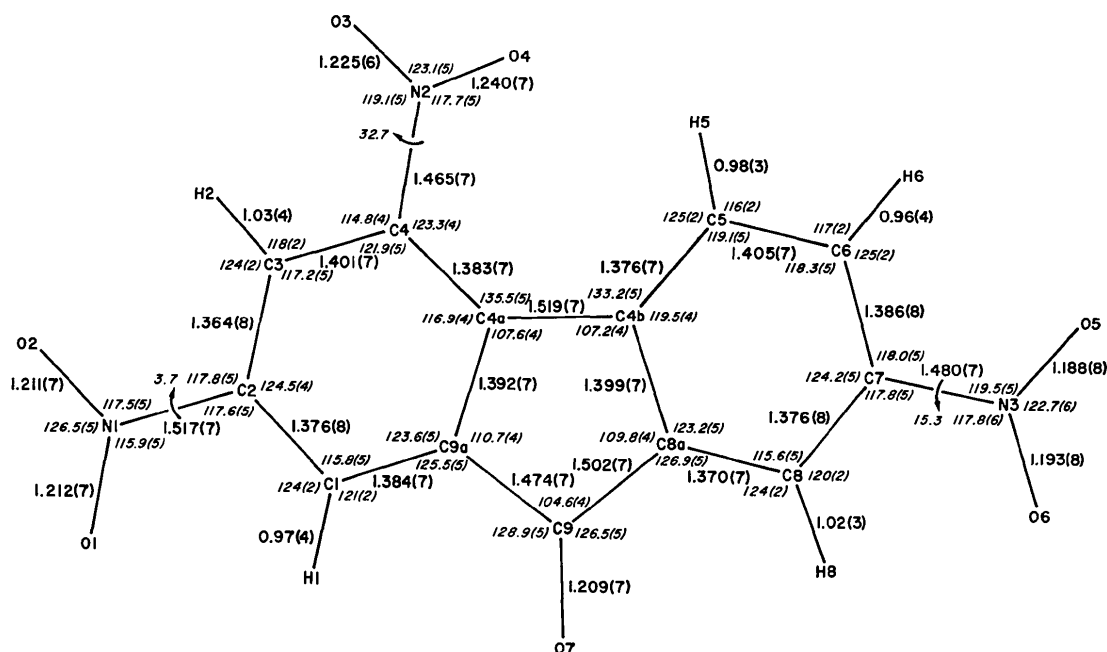 O3
O4
1.225(6)
123.1(5)
1.240(7)
119.1(5) N2 117.7(5)
32.7
H5
1.465(7)
0.98(3)
H6
H2
1.03(4)
114.8(4) C4 123.3(4)
121.9(5)
125(2) C5 116(2)
119.1(5)
0.96(4)
118(2)
124(2) C3 117.2(5)
1.401(7)
1.405(7)
117(2)
C6 125(2)
118.3(5)
1.383(7)
1.376(7)
135.5(5)
116.9(4) C4a
107.6(4)
1.519(7)
133.2(5)
C4b 119.5(4)
107.2(4)
1.364(8)
1.386(8)
O2
O5
1.211(7)
3.7
117.8(5) C2 124.5(4)
117.6(5)
1.392(7)
1.399(7)
118.0(5)
124.2(5) C7
117.8(5)
1.480(7)
1.188(8)
117.5(5)
126.5(5) N1
115.9(5)
1.517(7)
15.3
119.5(5)
N3 122.7(6)
117.8(6)
1.376(8)
1.376(8)
123.6(5) C9a 110.7(4)
125.5(5)
109.8(4) C8a 123.2(5)
126.9(5)
1.212(7)
115.8(5)
124(2) C1 121(2)
1.384(7)
1.474(7)
1.502(7)
1.370(7)
115.6(5)
C8 120(2)
124(2)
1.193(8)
O1
104.6(4)
128.9(5) C9 126.5(5)
O6
0.97(4)
1.02(3)
H1
H8
1.209(7)
O7